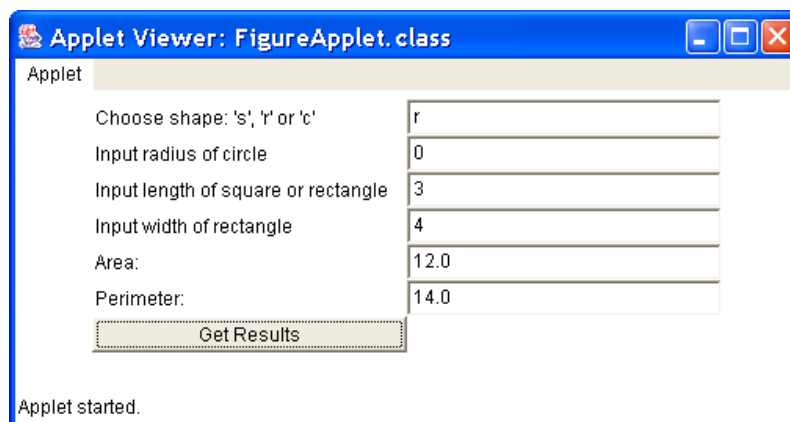 Applet Viewer: FigureApplet.class
Applet
Choose shape: 's', 'r' or 'c' r
Input radius of circle 0
Input length of square or rectangle 3
Input width of rectangle 4
Area: 12.0
Perimeter: 14.0
Get Results
Applet started.